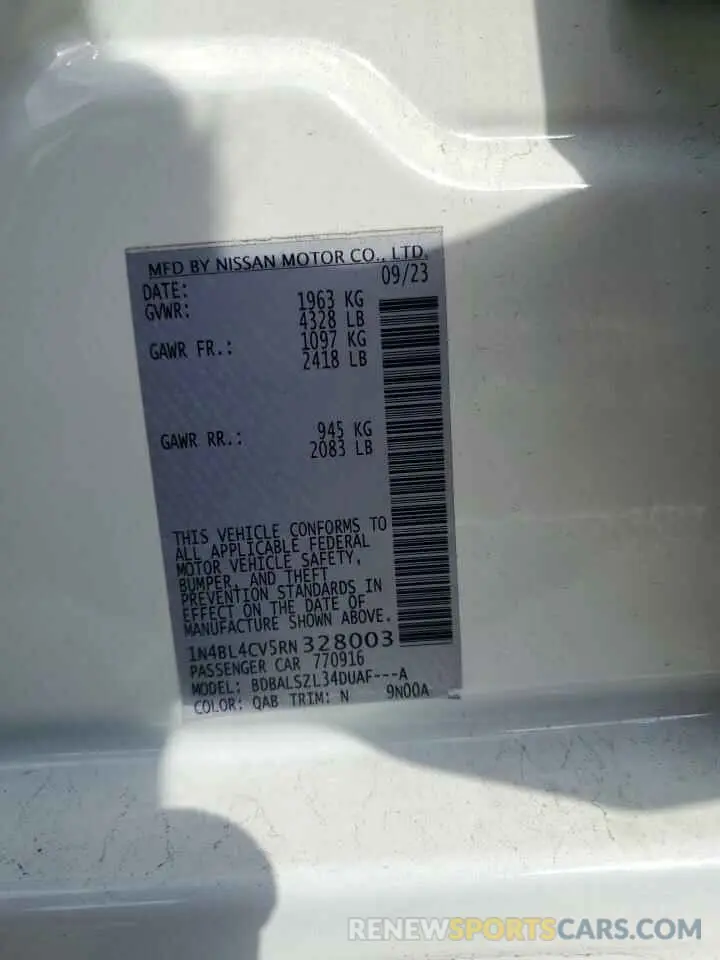 MFD BY NISSAN MOTOR CO., LTD.
DATE: 09/23
GVWR: 1963 KG
4328 LB
GAWR FR.: 1097 KG
2418 LB
GAWR RR.: 945 KG
2083 LB
THIS VEHICLE CONFORMS TO
ALL APPLICABLE FEDERAL
MOTOR VEHICLE SAFETY,
BUMPER, AND THEFT
PREVENTION STANDARDS IN
EFFECT ON THE DATE OF
MANUFACTURE SHOWN ABOVE.
1N4BL4CV5RN328003
PASSENGER CAR 770916
MODEL: BDBALSZL34DUAF---A
COLOR: QAB TRIM: N 9N00A
RENEWSPORTSCARS.COM